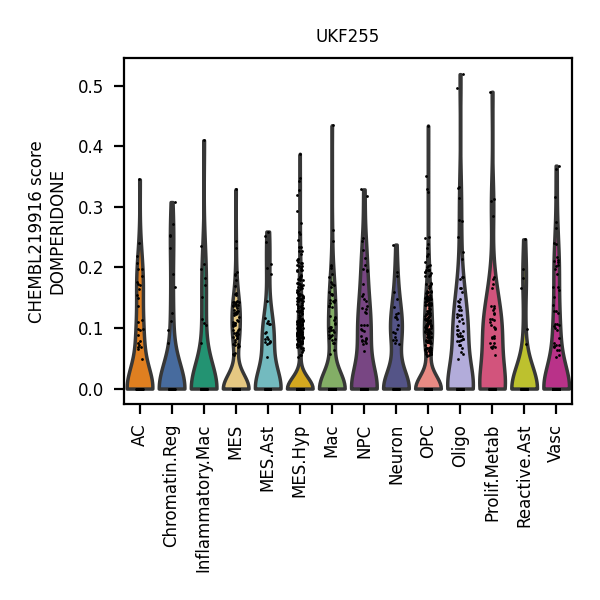 UKF255
CHEMBL219916 score
DOMPERIDONE
0.5
0.4
0.3
0.2
0.1
0.0
AC
Chromatin.Reg
Inflammatory.Mac
MES
MES.Ast
MES.Hyp
Mac
NPC
Neuron
OPC
Oligo
Prolif.Metab
Reactive.Ast
Vasc